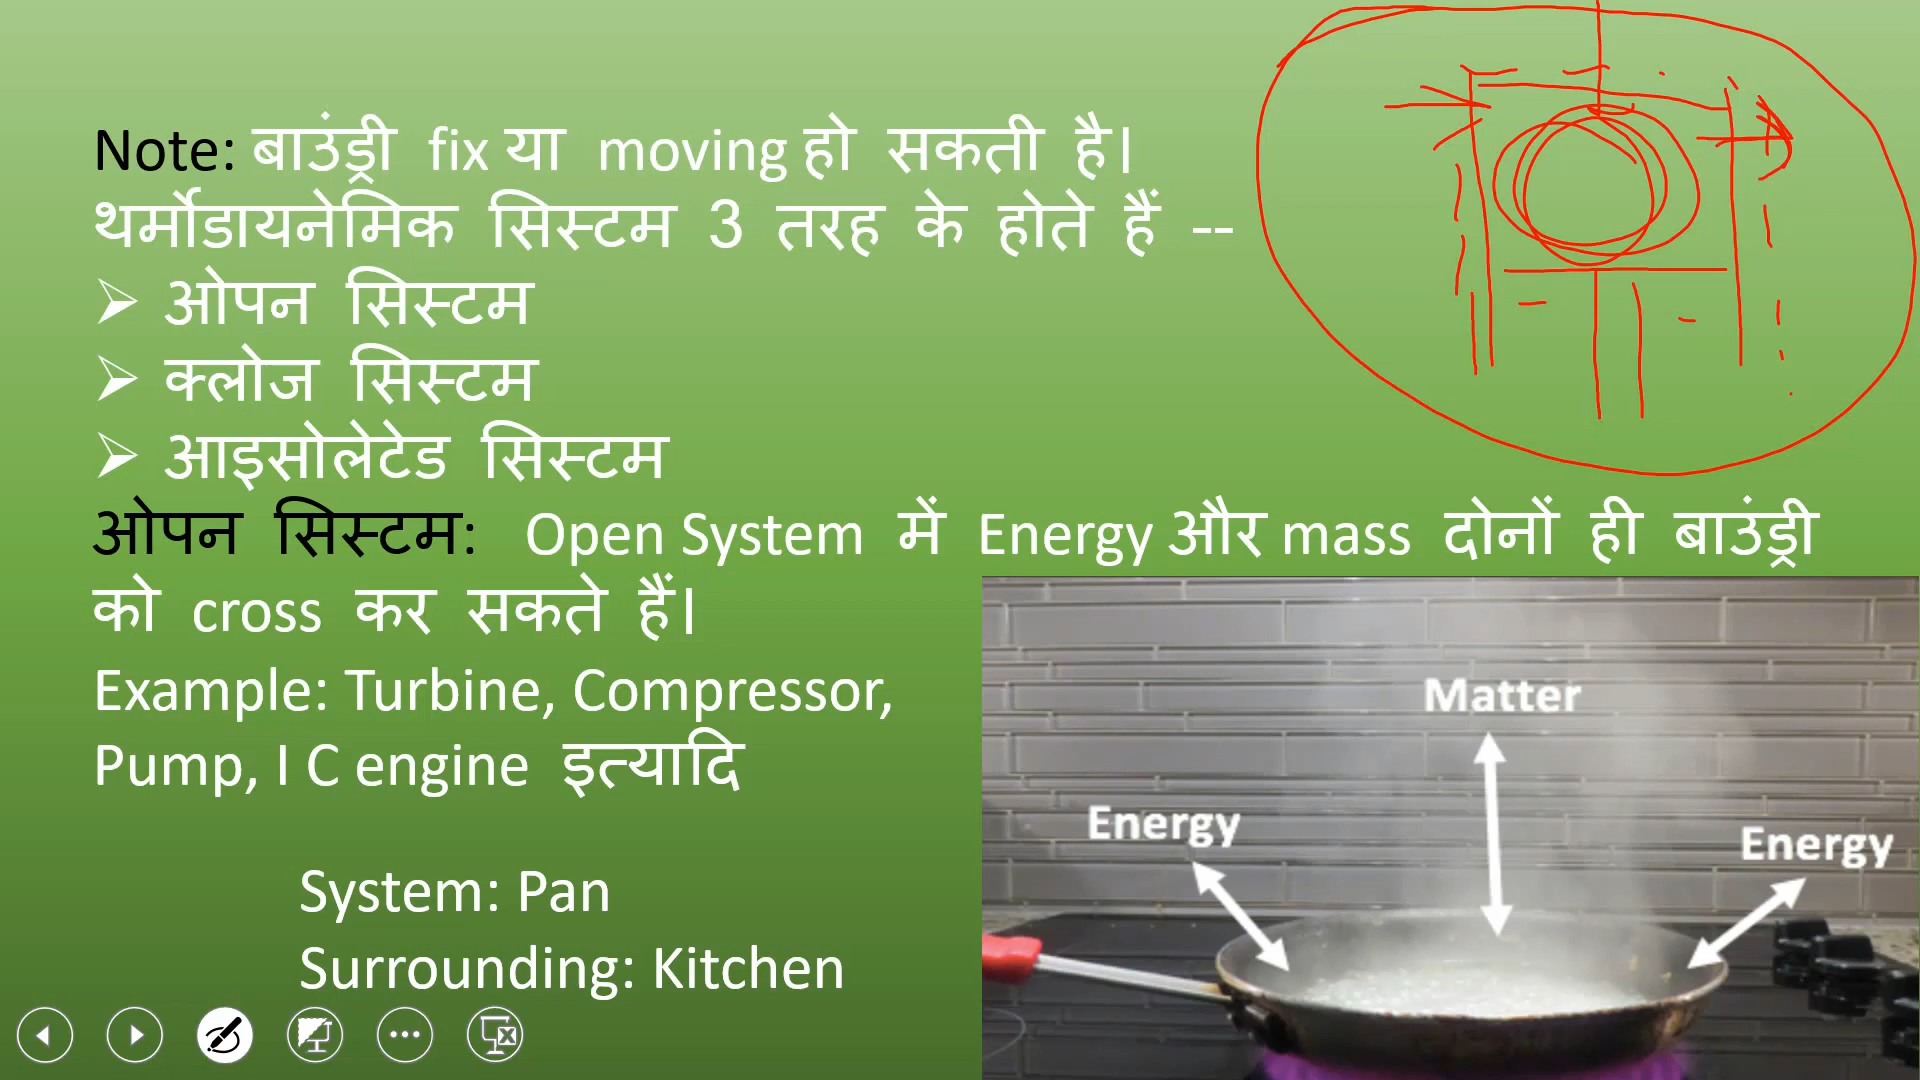 Note: बाउंड्री fix या moving हो सकती है।
थर्मोडायनेमिक सिस्टम 3 तरह के होते हैं --
➢ ओपन सिस्टम
➢ क्लोज सिस्टम
➢ आइसोलेटेड सिस्टम
ओपन सिस्टम: Open System में Energy और mass दोनों ही बाउंड्री
को cross कर सकते हैं।
Example: Turbine, Compressor,
Pump, I C engine इत्यादि
System: Pan
Surrounding: Kitchen
Matter
Energy
Energy